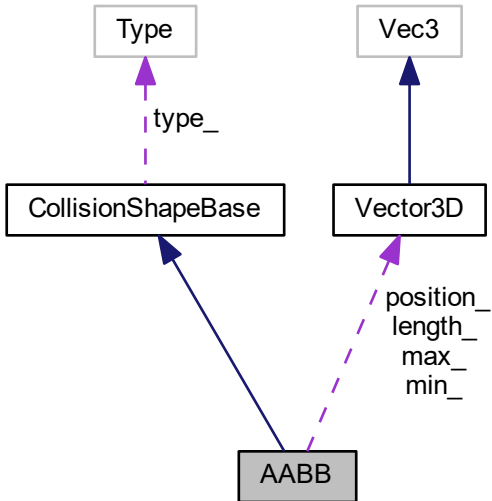 Type
Vec3
type_
CollisionShapeBase
Vector3D
position_
length_
max_
min_
AABB